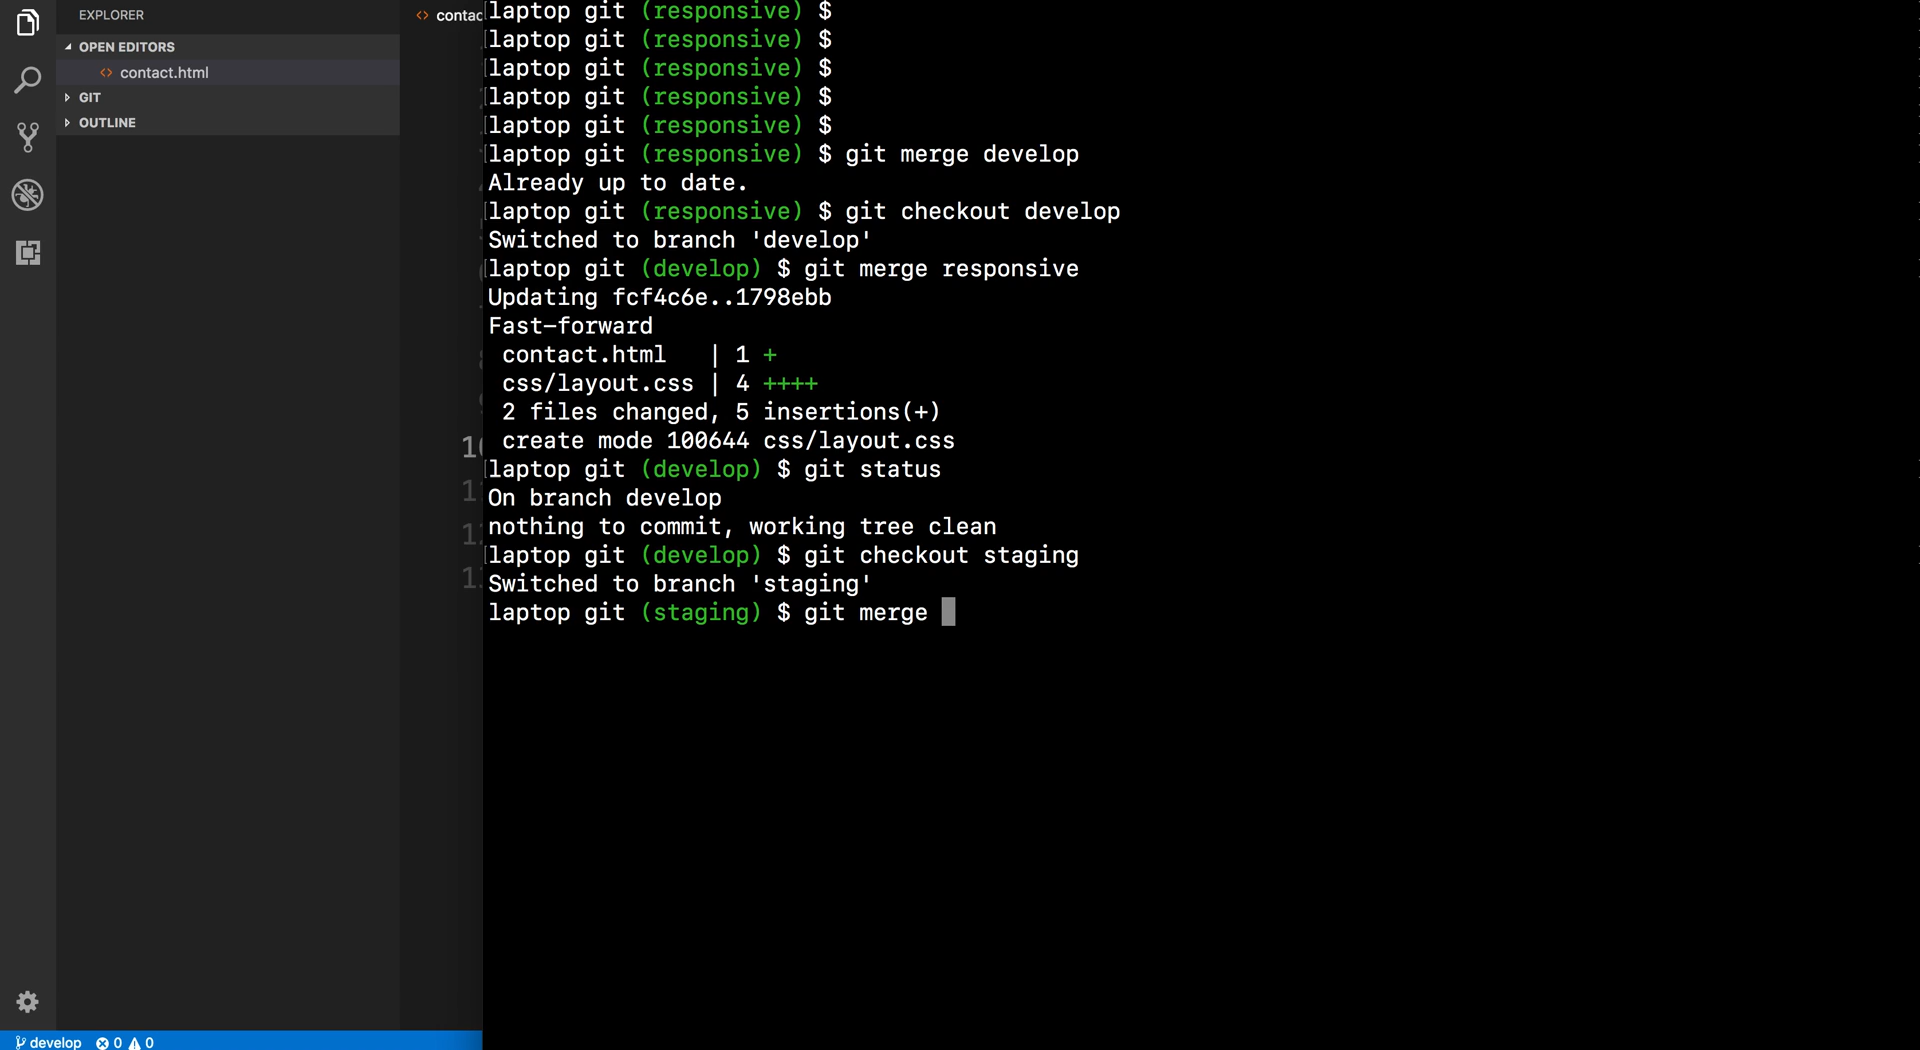 EXPLORER
OPEN EDITORS
contact.html
GIT
OUTLINE
contac
10
laptop git (responsive) $
laptop git (responsive) $
laptop git (responsive) $
laptop git (responsive) $
laptop git (responsive) $
laptop git (responsive) $ git merge develop
Already up to date.
laptop git (responsive) $ git checkout develop
Switched to branch 'develop'
laptop git (develop) $ git merge responsive
Updating fcf4c6e..1798ebb
Fast-forward
contact.html | 1 +
css/layout.css | 4 ++++
2 files changed, 5 insertions(+)
create mode 100644 css/layout.css
laptop git (develop) $ git status
On branch develop
nothing to commit, working tree clean
laptop git (develop) $ git checkout staging
Switched to branch 'staging'
laptop git (staging) $ git merge
develop 0 0